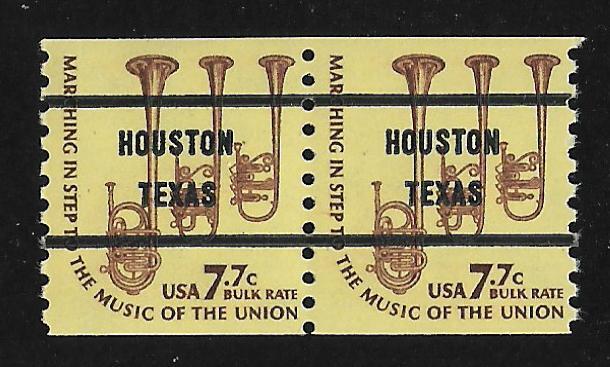 MARCHING IN STEP TO THE MUSIC OF THE UNION
HOUSTON
TEXAS
USA 7.7c
BULK RATE
MARCHING IN STEP TO THE MUSIC OF THE UNION
HOUSTON
TEXAS
USA 7.7c
BULK RATE